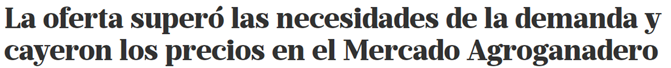 La oferta superó las necesidades de la demanda y
cayeron los precios en el Mercado Agroganadero